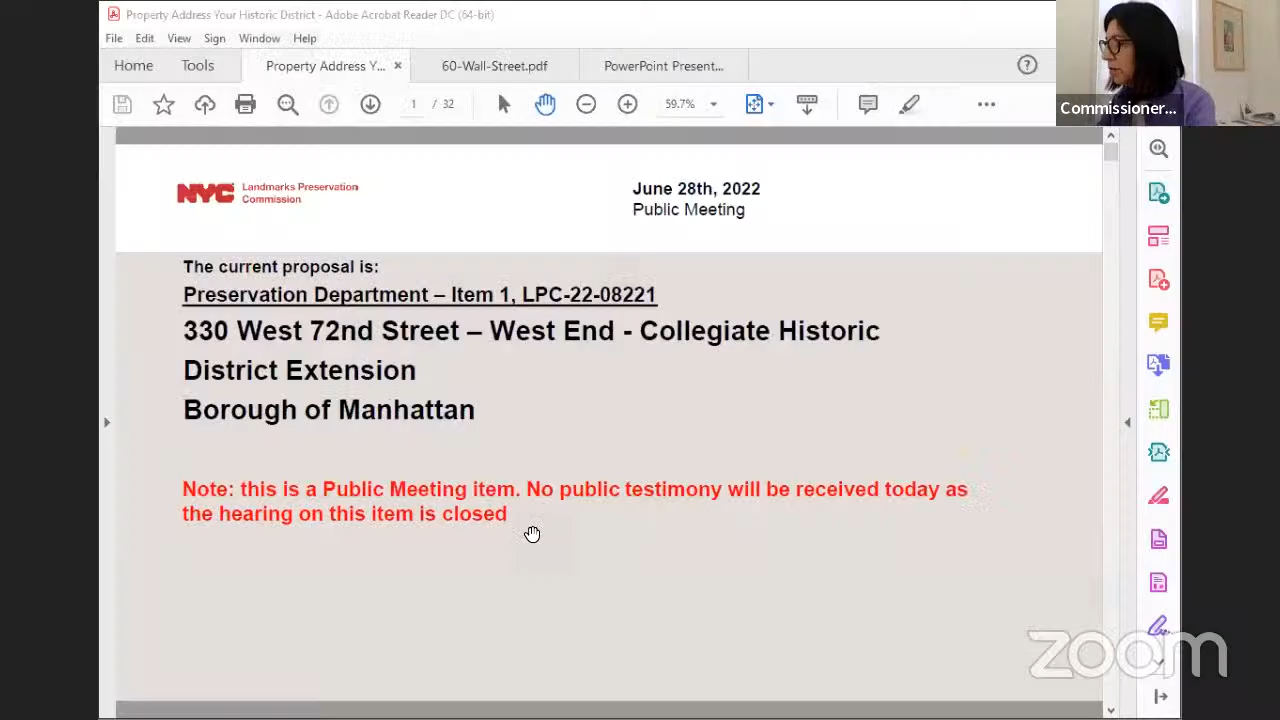 Property Address Your Historic District - Adobe Acrobat Reader DC (64-bit)
File Edit View Sign Window Help
Home Tools Property Address Y... × 60-Wall-Street.pdf PowerPoint Present...
1 / 32 59.7%
Commissioner...
NYC Landmarks Preservation
Commission
June 28th, 2022
Public Meeting
The current proposal is:
Preservation Department – Item 1, LPC-22-08221
330 West 72nd Street – West End - Collegiate Historic
District Extension
Borough of Manhattan
Note: this is a Public Meeting item. No public testimony will be received today as
the hearing on this item is closed
zoom